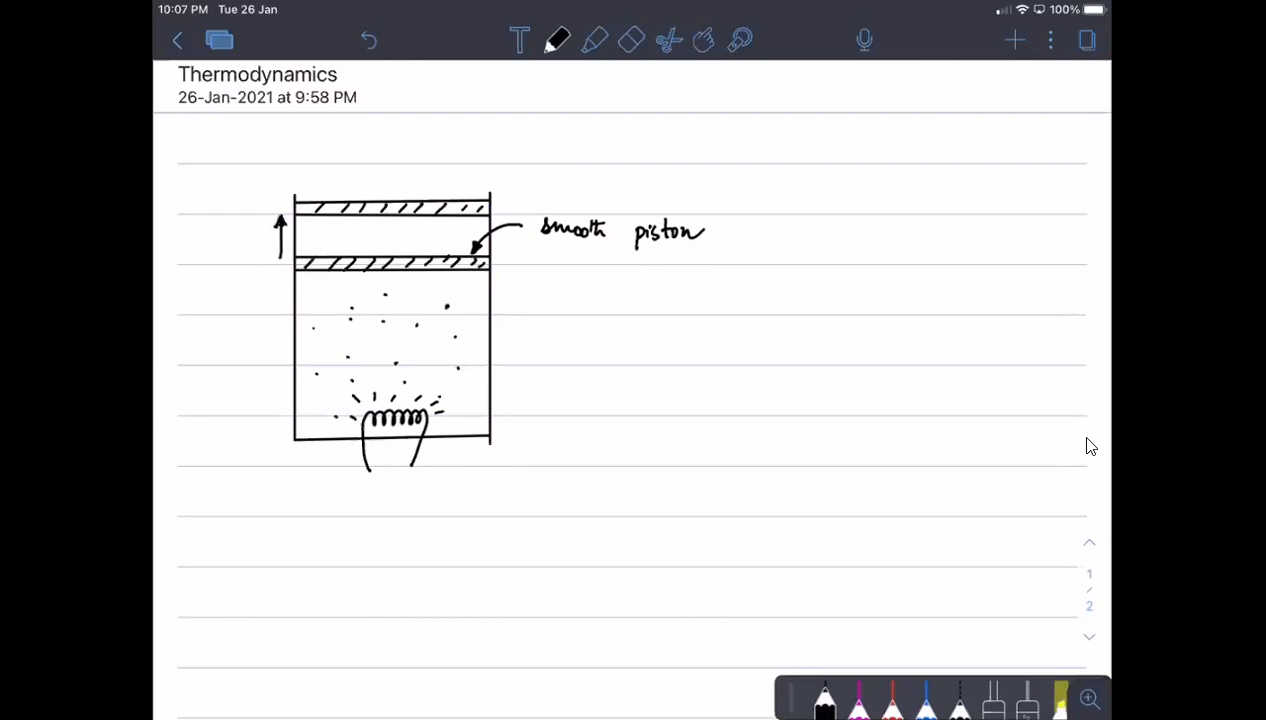 10:07 PM Tue 26 Jan 100%
T
Thermodynamics
26-Jan-2021 at 9:58 PM
smooth piston
1
/
2